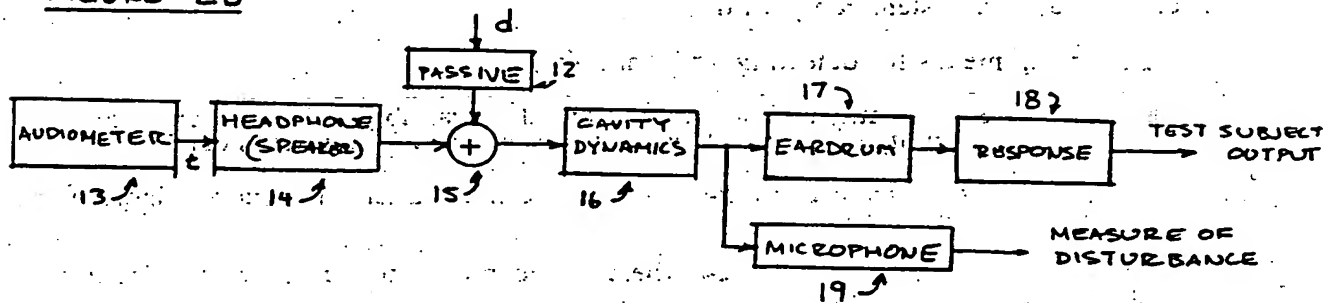 d
PASSIVE
12
AUDIOMETER
t
HEADPHONE
(SPEAKER)
+
CAVITY
DYNAMICS
17
EARDRUM
18
RESPONSE
TEST SUBJECT
OUTPUT
13
14
15
16
MICROPHONE
MEASURE OF
DISTURBANCE
19